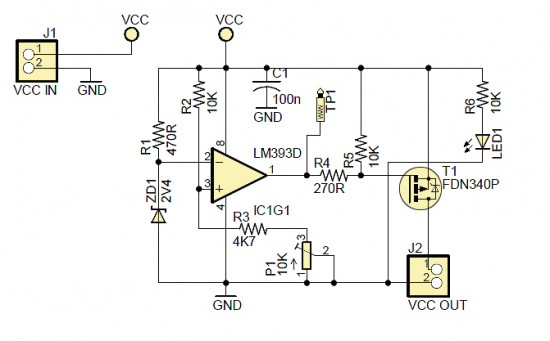 J1
1
2
VCC IN
GND
VCC
VCC
R2
10K
C1
100n
GND
TP1
R6
10K
LED1
R1
470R
8
2
LM393D
1
3
4
R4
270R
R5
10K
T1
FDN340P
ZD1
2V4
R3
4K7
IC1G1
P1
10K
3
2
1
GND
J2
1
2
VCC OUT